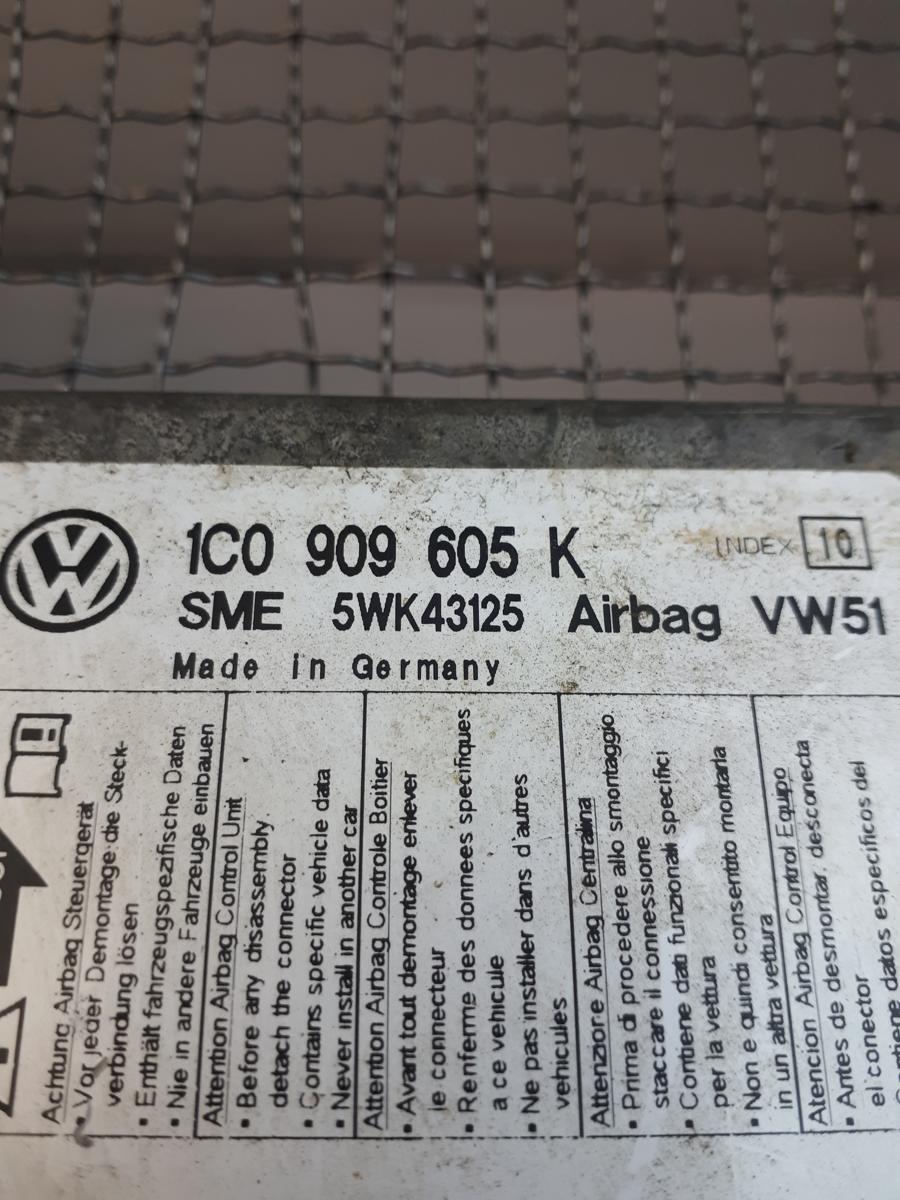 1C0 909 605 K INDEX 10
SME 5WK43125 Airbag VW51
Made in Germany
Achtung Airbag Steuergerät
• Vor jeder Demontage die Steck-
verbindung lösen
• Enthält fahrzeugspezifische Daten
• Nie in andere Fahrzeuge einbauen
Attention Airbag Control Unit
• Before any disassembly.
detach the connector
• Contains specific vehicle data
• Never install in another car
Attention Airbag Controle Boitier
• Avant tout demontage enlever
le connecteur
• Renferme des donnees specifiques
a ce vehicule
• Ne pas installer dans d'autres
vehicules
Attenzione Airbag Centralina
• Prima di procedere allo smontaggio.
staccare il connessione
• Contiene dati funzionali specifici
per la vettura
• Non e quindi consentito montarla
in un altra vettura
Atencion Airbag Control Equipo
• Antes de desmontar. desconecta
el conector
datos especificos del